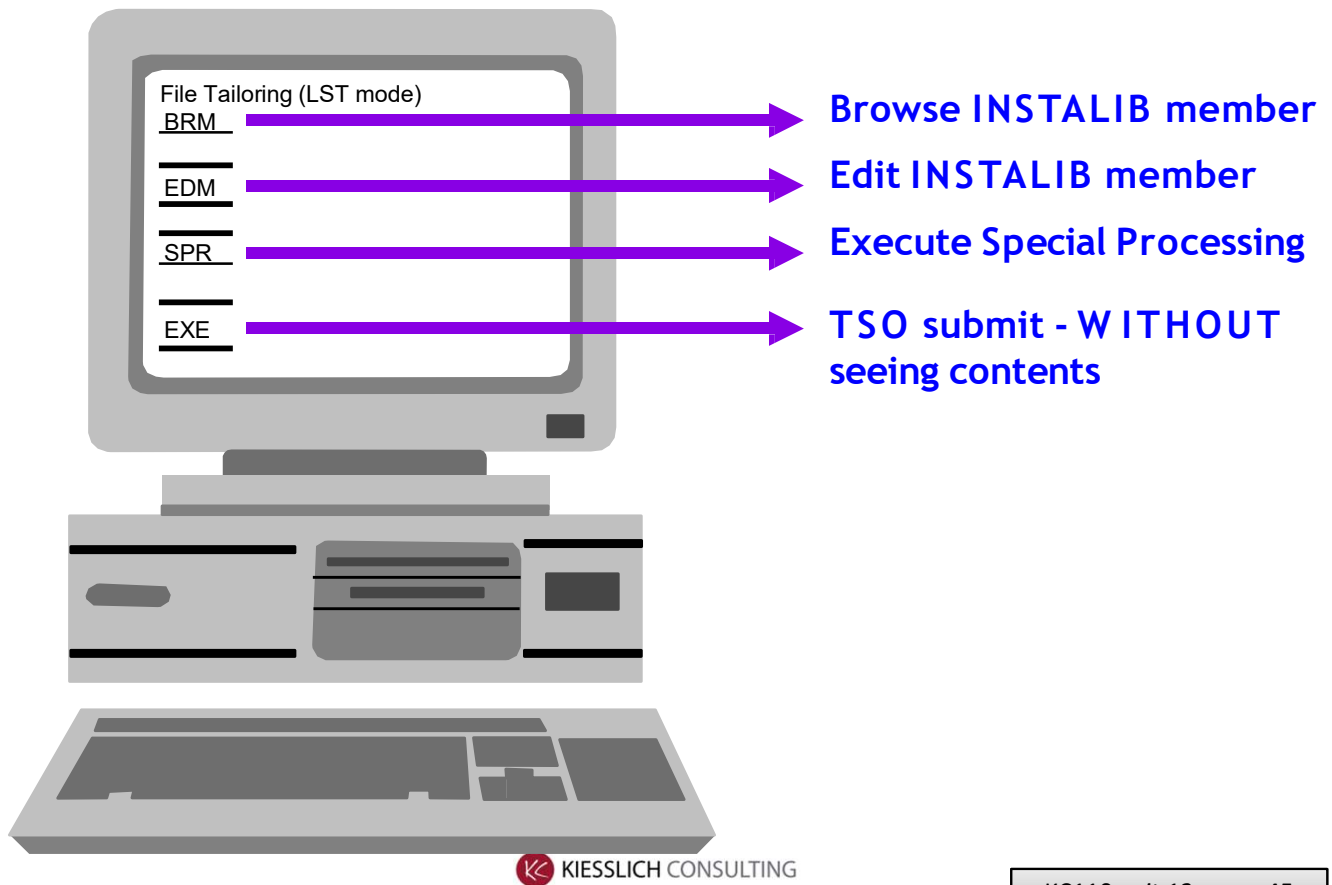 File Tailoring (LST mode)
BRM
Browse INSTALIB member
EDM
Edit INSTALIB member
SPR
Execute Special Processing
EXE
TSO submit - WITHOUT
seeing contents
KC KIESSLICH CONSULTING